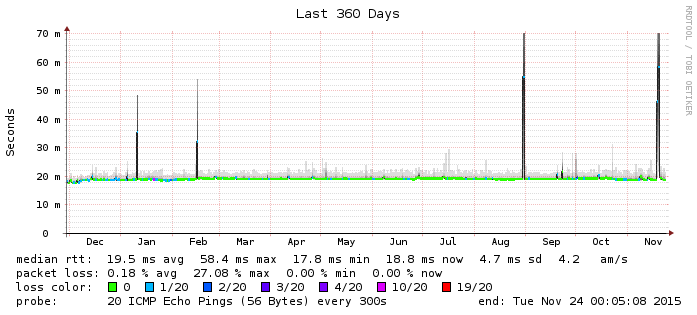 Last 360 Days
RRDTOOL / TOBI OETIKER
Seconds
70 m
60 m
50 m
40 m
30 m
20 m
10 m
0
Dec Jan Feb Mar Apr May Jun Jul Aug Sep Oct Nov
median rtt: 19.5 ms avg 58.4 ms max 17.8 ms min 18.8 ms now 4.7 ms sd 4.2 am/s
packet loss: 0.18 % avg 27.08 % max 0.00 % min 0.00 % now
loss color: 0 1/20 2/20 3/20 4/20 10/20 19/20
probe: 20 ICMP Echo Pings (56 Bytes) every 300s end: Tue Nov 24 00:05:08 2015